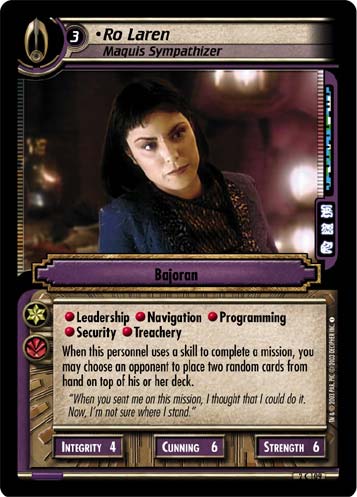 3 •Ro Laren
Maquis Sympathizer
Bajoran
Leadership Navigation Programming
Security Treachery
When this personnel uses a skill to complete a mission, you
may choose an opponent to place two random cards from
hand on top of his or her deck.
"When you sent me on this mission, I thought that I could do it.
Now, I'm not sure where I stand."
INTEGRITY 4 CUNNING 6 STRENGTH 6
2 C 109